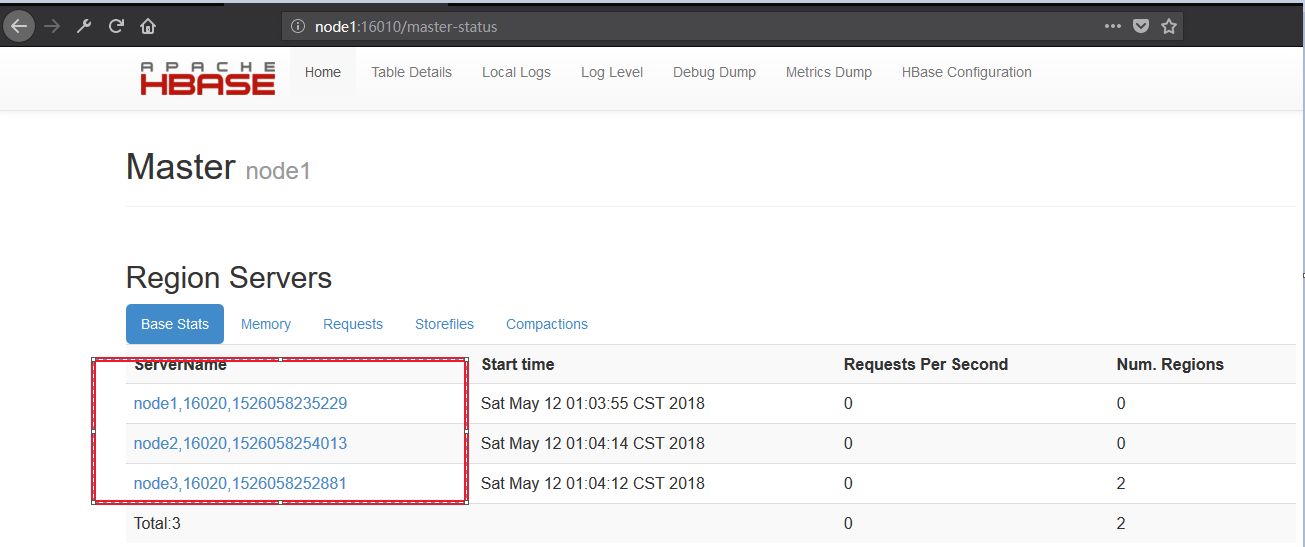 node1:16010/master-status
APACHE
HBASE
Home Table Details Local Logs Log Level Debug Dump Metrics Dump HBase Configuration
Master node1
Region Servers
Base Stats Memory Requests Storefiles Compactions
ServerName Start time Requests Per Second Num. Regions
node1,16020,1526058235229 Sat May 12 01:03:55 CST 2018 0 0
node2,16020,1526058254013 Sat May 12 01:04:14 CST 2018 0 0
node3,16020,1526058252881 Sat May 12 01:04:12 CST 2018 0 2
Total:3 0 2